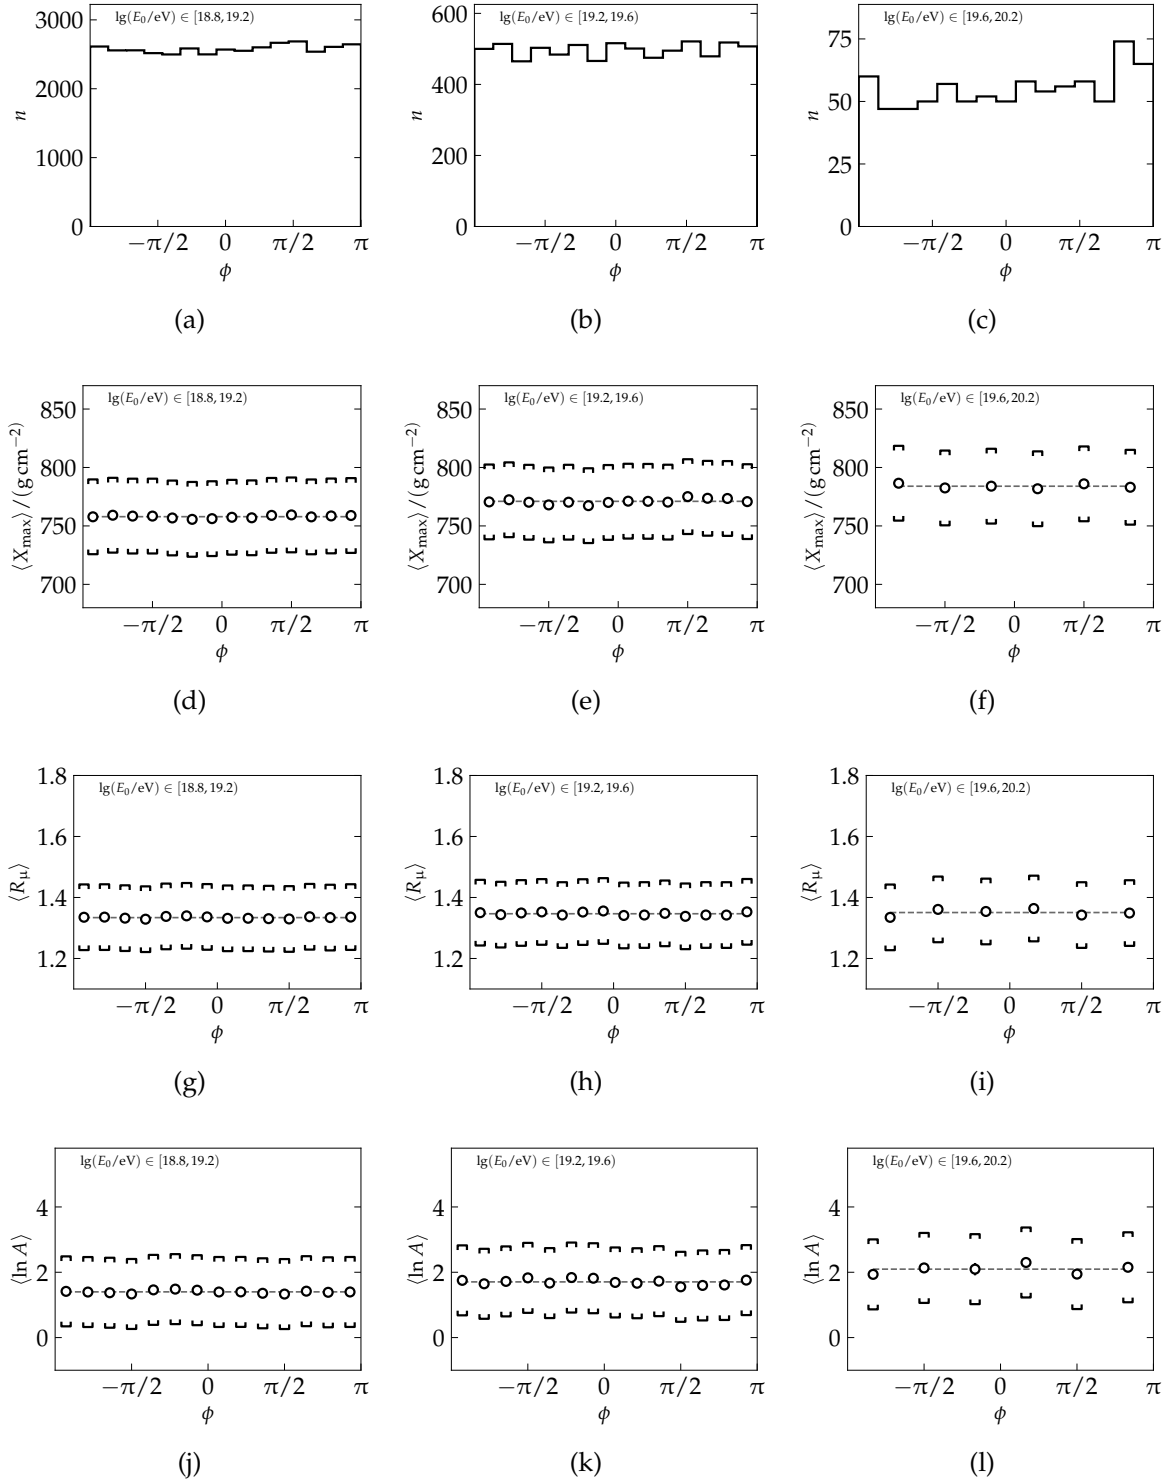 lg(E₀/eV) ∈ [18.8, 19.2)
3000
2000
1000
0
n
−π/2 0 π/2 π
ϕ
(a)
lg(E₀/eV) ∈ [19.2, 19.6)
600
400
200
0
n
−π/2 0 π/2 π
ϕ
(b)
lg(E₀/eV) ∈ [19.6, 20.2)
75
50
25
0
n
−π/2 0 π/2 π
ϕ
(c)
lg(E₀/eV) ∈ [18.8, 19.2)
850
800
750
700
⟨X_max⟩ / (g cm⁻²)
−π/2 0 π/2 π
ϕ
(d)
lg(E₀/eV) ∈ [19.2, 19.6)
850
800
750
700
⟨X_max⟩ / (g cm⁻²)
−π/2 0 π/2 π
ϕ
(e)
lg(E₀/eV) ∈ [19.6, 20.2)
850
800
750
700
⟨X_max⟩ / (g cm⁻²)
−π/2 0 π/2 π
ϕ
(f)
lg(E₀/eV) ∈ [18.8, 19.2)
1.8
1.6
1.4
1.2
⟨R_μ⟩
−π/2 0 π/2 π
ϕ
(g)
lg(E₀/eV) ∈ [19.2, 19.6)
1.8
1.6
1.4
1.2
⟨R_μ⟩
−π/2 0 π/2 π
ϕ
(h)
lg(E₀/eV) ∈ [19.6, 20.2)
1.8
1.6
1.4
1.2
⟨R_μ⟩
−π/2 0 π/2 π
ϕ
(i)
lg(E₀/eV) ∈ [18.8, 19.2)
4
2
0
⟨ln A⟩
−π/2 0 π/2 π
ϕ
(j)
lg(E₀/eV) ∈ [19.2, 19.6)
4
2
0
⟨ln A⟩
−π/2 0 π/2 π
ϕ
(k)
lg(E₀/eV) ∈ [19.6, 20.2)
4
2
0
⟨ln A⟩
−π/2 0 π/2 π
ϕ
(l)